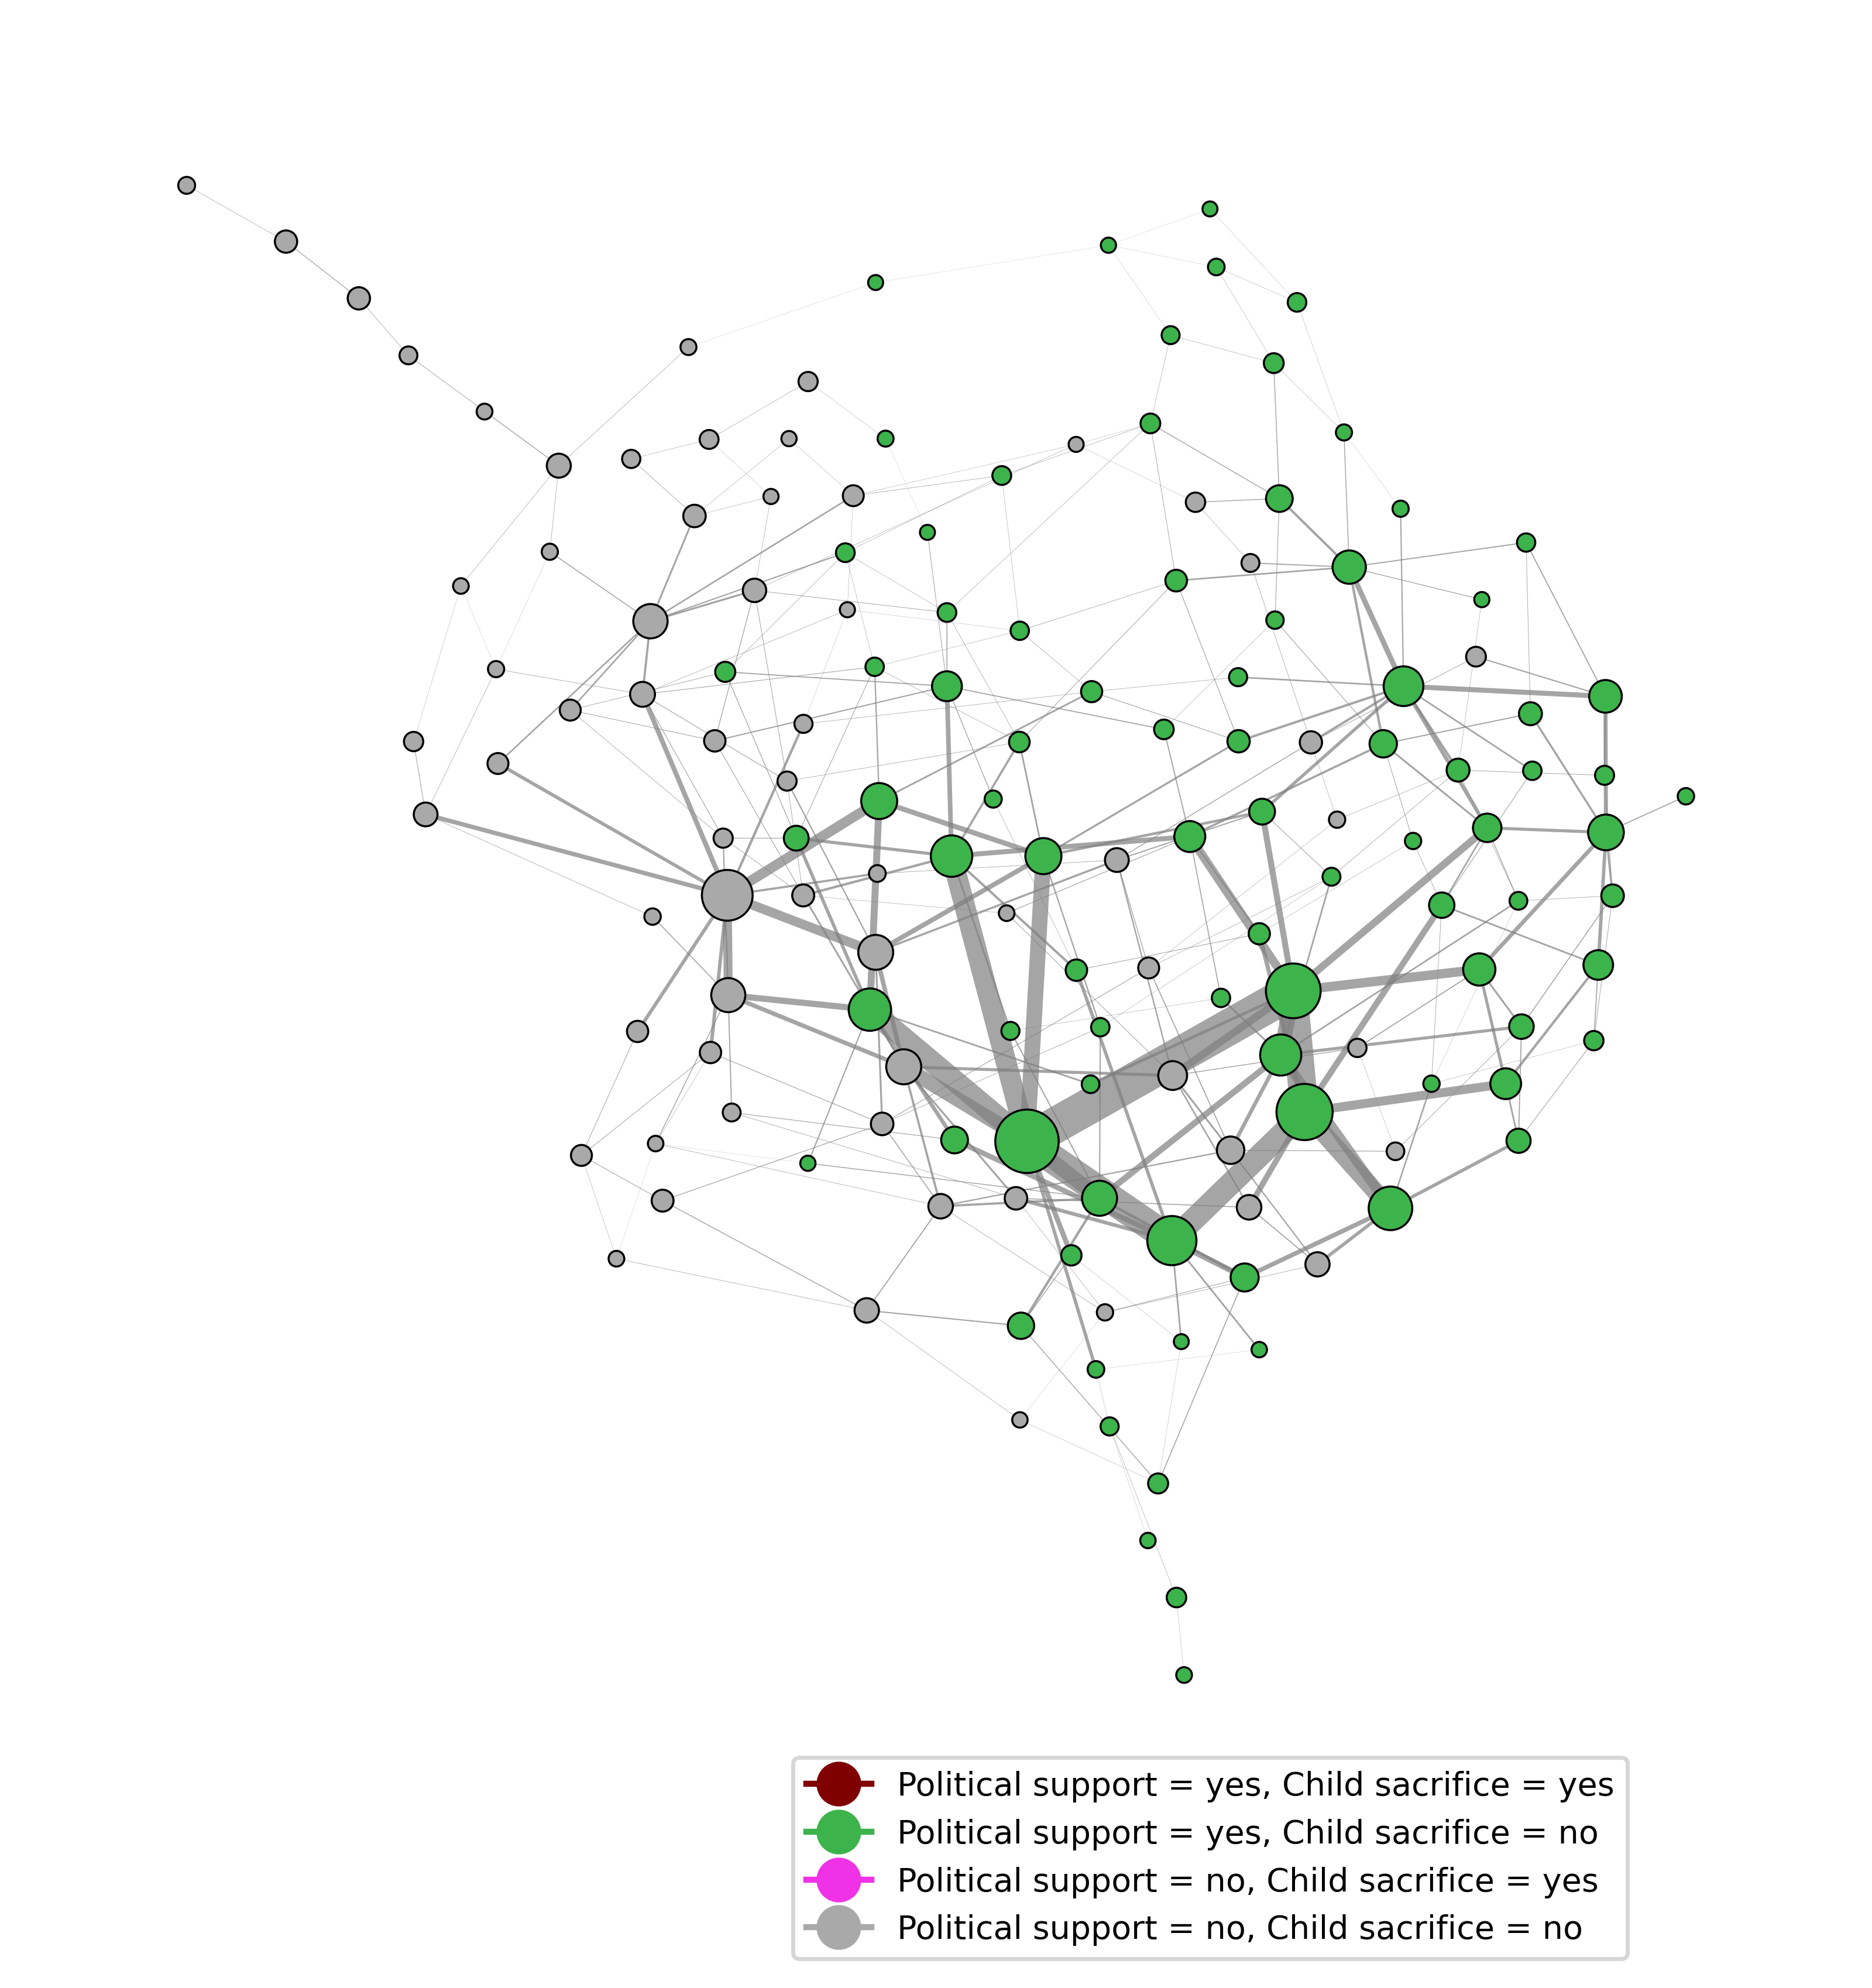 Political support = yes, Child sacrifice = yes
Political support = yes, Child sacrifice = no
Political support = no, Child sacrifice = yes
Political support = no, Child sacrifice = no